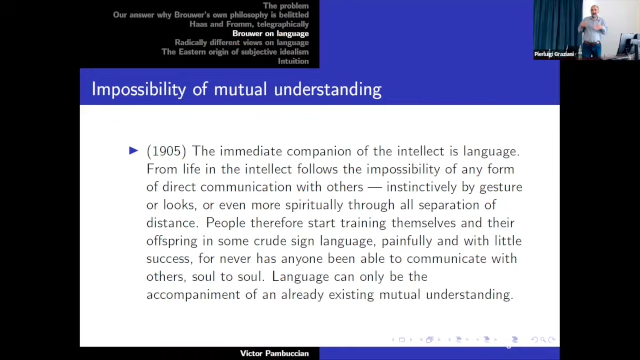 The problem
Our answer why Brouwer's own philosophy is belittled
Haas and Fromm, telegraphically
Brouwer on language
Radically different views on language
The Eastern origin of subjective idealism
Intuition
Pierluigi Graziani
Impossibility of mutual understanding
(1905) The immediate companion of the intellect is language.
From life in the intellect follows the impossibility of any form
of direct communication with others — instinctively by gesture
or looks, or even more spiritually through all separation of
distance. People therefore start training themselves and their
offspring in some crude sign language, painfully and with little
success, for never has anyone been able to communicate with
others, soul to soul. Language can only be the
accompaniment of an already existing mutual understanding.
Victor Pambuccian